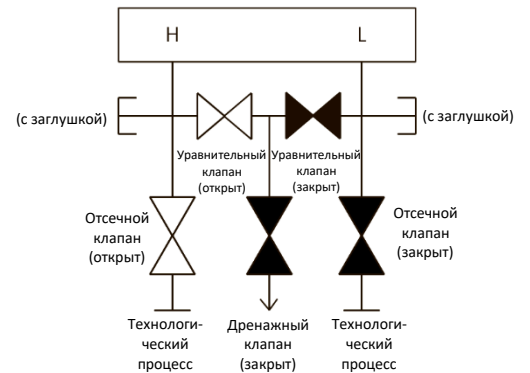 H
L
(с заглушкой)
(с заглушкой)
Уравнительный
клапан
(открыт)
Уравнительный
клапан
(закрыт)
Отсечной
клапан
(открыт)
Отсечной
клапан
(закрыт)
Технологи-
ческий
процесс
Дренажный
клапан
(закрыт)
Технологи-
ческий
процесс